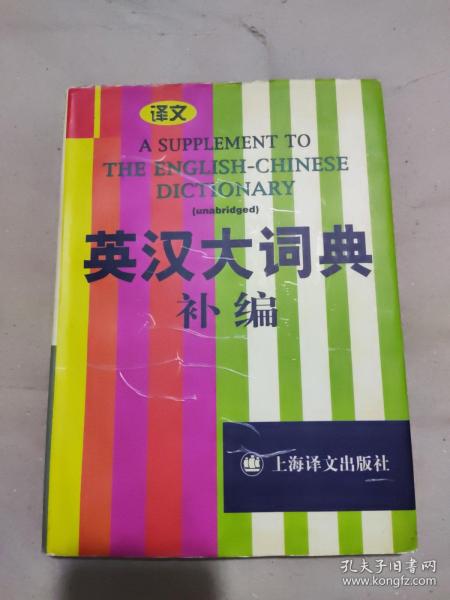 译文
A SUPPLEMENT TO
THE ENGLISH-CHINESE
DICTIONARY
(unabridged)
英汉大词典
补编
上海译文出版社
孔夫子旧书网
www.kongfz.com